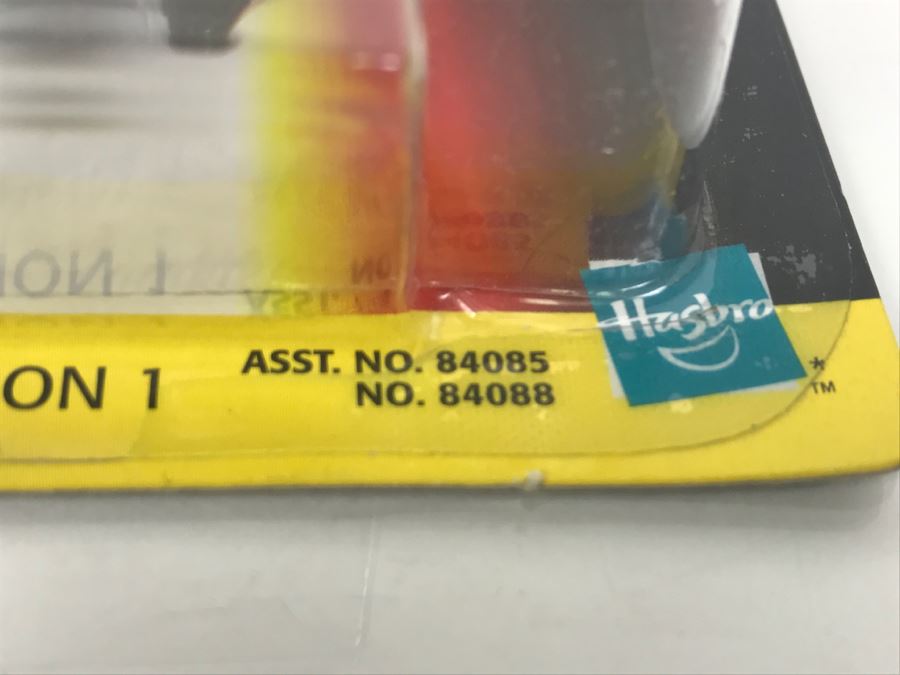 ON 1
ASST. NO. 84085
NO. 84088
Hasbro
*
TM